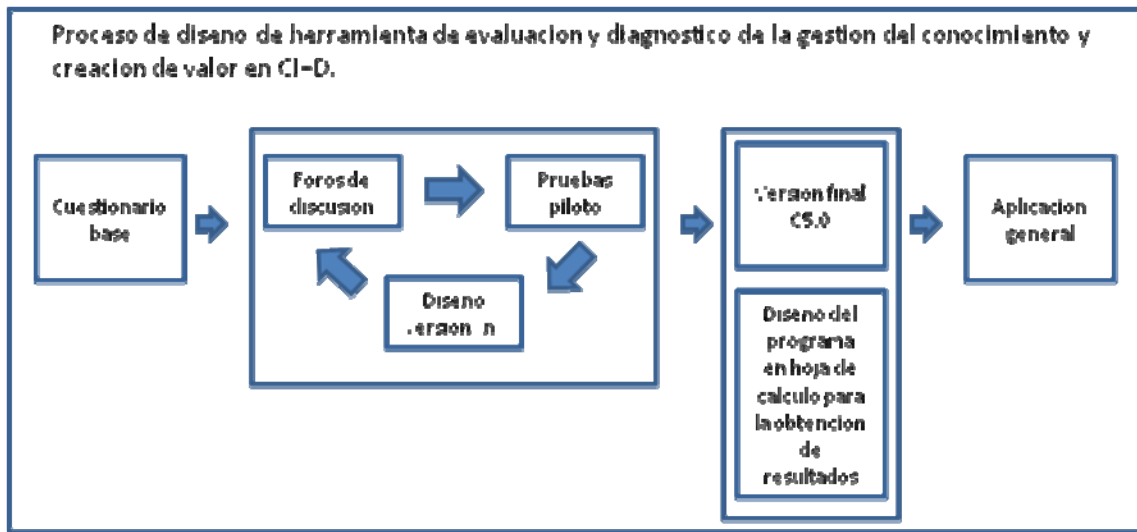 Proceso de diseno de herramienta de evaluacion y diagnostico de la gestion del conocimiento y
creacion de valor en CI-D.
Cuestionario
base
Foros de
discusion
Pruebas
piloto
Diseno
version n
Version final
C5.0
Diseno del
programa
en hoja de
calculo para
la obtencion
de
resultados
Aplicacion
general